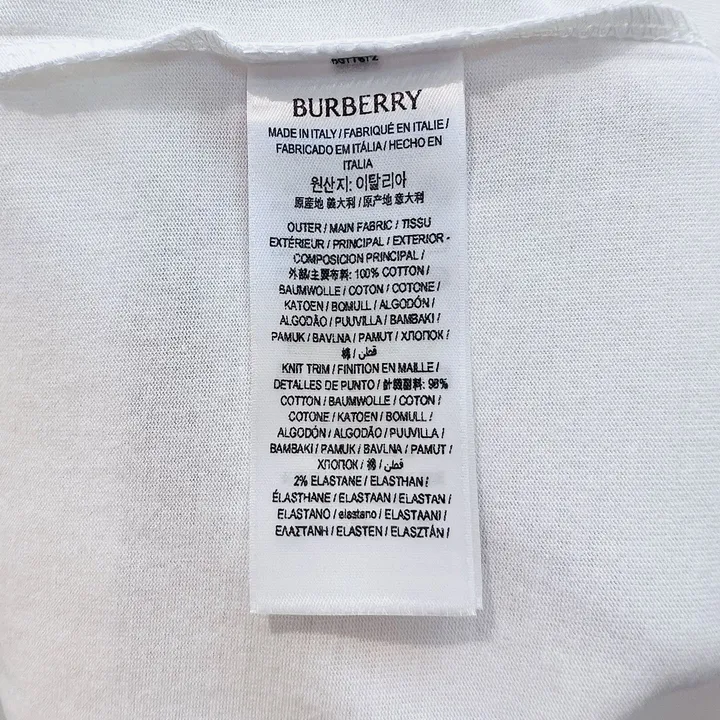 BURBERRY
MADE IN ITALY / FABRIQUÉ EN ITALIE /
FABRICADO EM ITÁLIA / HECHO EN
ITALIA
원산지: 이탈리아
原産地 義大利 / 原产地 意大利
OUTER / MAIN FABRIC / TISSU
EXTÉRIEUR / PRINCIPAL / EXTERIOR -
COMPOSICION PRINCIPAL /
外部/主要布料: 100% COTTON /
BAUMWOLLE / COTON / COTONE /
KATOEN / BOMULL / ALGODÓN /
ALGODÃO / PUUVILLA / BAMBAKI /
PAMUK / BAVLNA / PAMUT / ХЛОПОК /
棉 / قطن /
KNIT TRIM / FINITION EN MAILLE /
DETALLES DE PUNTO / 針織副料: 98%
COTTON / BAUMWOLLE / COTON /
COTONE / KATOEN / BOMULL /
ALGODÓN / ALGODÃO / PUUVILLA /
BAMBAKI / PAMUK / BAVLNA / PAMUT /
ХЛОПОК / 棉 / قطن /
2% ELASTANE / ELASTHAN /
ÉLASTHANE / ELASTAAN / ELASTAN /
ELASTANO / elastano / ELASTAANI /
ΕΛΑΣΤΑΝΗ / ELASTEN / ELASZTÁN /